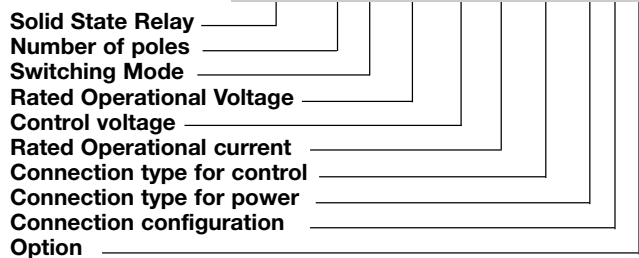 Solid State Relay
Number of poles
Switching Mode
Rated Operational Voltage
Control voltage
Rated Operational current
Connection type for control
Connection type for power
Connection configuration
Option